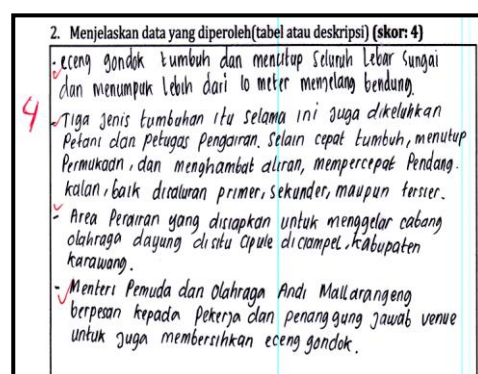 2. Menjelaskan data yang diperoleh(tabel atau deskripsi) (skor: 4)
- eceng gondok tumbuh dan menutup seluruh lebar sungai
dan menumpuk lebih dari 10 meter memelang bendung.
4
- Tiga jenis tumbuhan itu selama ini juga dikeluhkan
Petani dan Petugas Pengairan. Selain cepat tumbuh, menutup
Permukaan, dan menghambat aliran, mempercepat Pendang.
kalan, baik disaluran primer, sekunder, maupun tersier.
- Area Perairan yang disiapkan untuk menggelar cabang
olahraga dayung di situ Cipule diciampel, kabupaten
karawang.
- Menteri Pemuda dan Olahraga Andi Mallarangeng
berpesan kepada Pekerja dan penanggung jawab venue
untuk juga membersihkan eceng gondok.